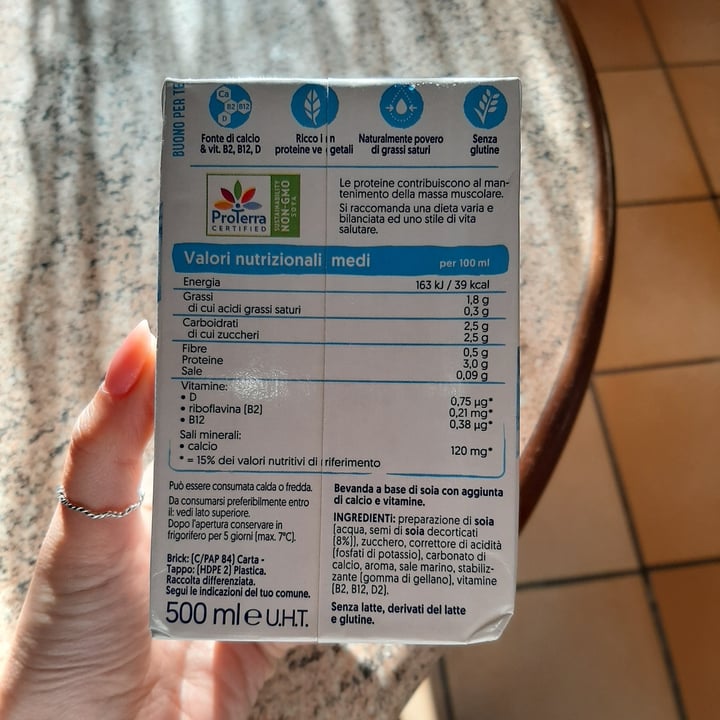 BUONO PER TE
Ca
B2 B12
D
Fonte di calcio
& vit. B2, B12, D
Ricco in
proteine vegetali
Naturalmente povero
di grassi saturi
Senza
glutine
ProTerra
CERTIFIED
SUSTAINABILITY
NON-GMO
SOYA
Le proteine contribuiscono al man-
tenimento della massa muscolare.
Si raccomanda una dieta varia e
bilanciata ed uno stile di vita
salutare.
Valori nutrizionali medi per 100 ml
Energia 163 kJ / 39 kcal
Grassi 1,8 g
di cui acidi grassi saturi 0,3 g
Carboidrati 2,5 g
di cui zuccheri 2,5 g
Fibre 0,5 g
Proteine 3,0 g
Sale 0,09 g
Vitamine:
• D 0,75 µg*
• riboflavina [B2] 0,21 mg*
• B12 0,38 µg*
Sali minerali:
• calcio 120 mg*
* = 15% dei valori nutritivi di riferimento
Può essere consumata calda o fredda.
Da consumarsi preferibilmente entro
il: vedi lato superiore.
Dopo l'apertura conservare in
frigorifero per 5 giorni [max. 7°C].
Brick: [C/PAP 84] Carta -
Tappo: [HDPE 2] Plastica.
Raccolta differenziata.
Segui le indicazioni del tuo comune.
500 ml e U.H.T.
Bevanda a base di soia con aggiunta
di calcio e vitamine.
INGREDIENTI: preparazione di soia
[acqua, semi di soia decorticati
[8%]], zucchero, correttore di acidità
[fosfati di potassio], carbonato di
calcio, aroma, sale marino, stabiliz-
zante [gomma di gellano], vitamine
[B2, B12, D2].
Senza latte, derivati del latte
e glutine.